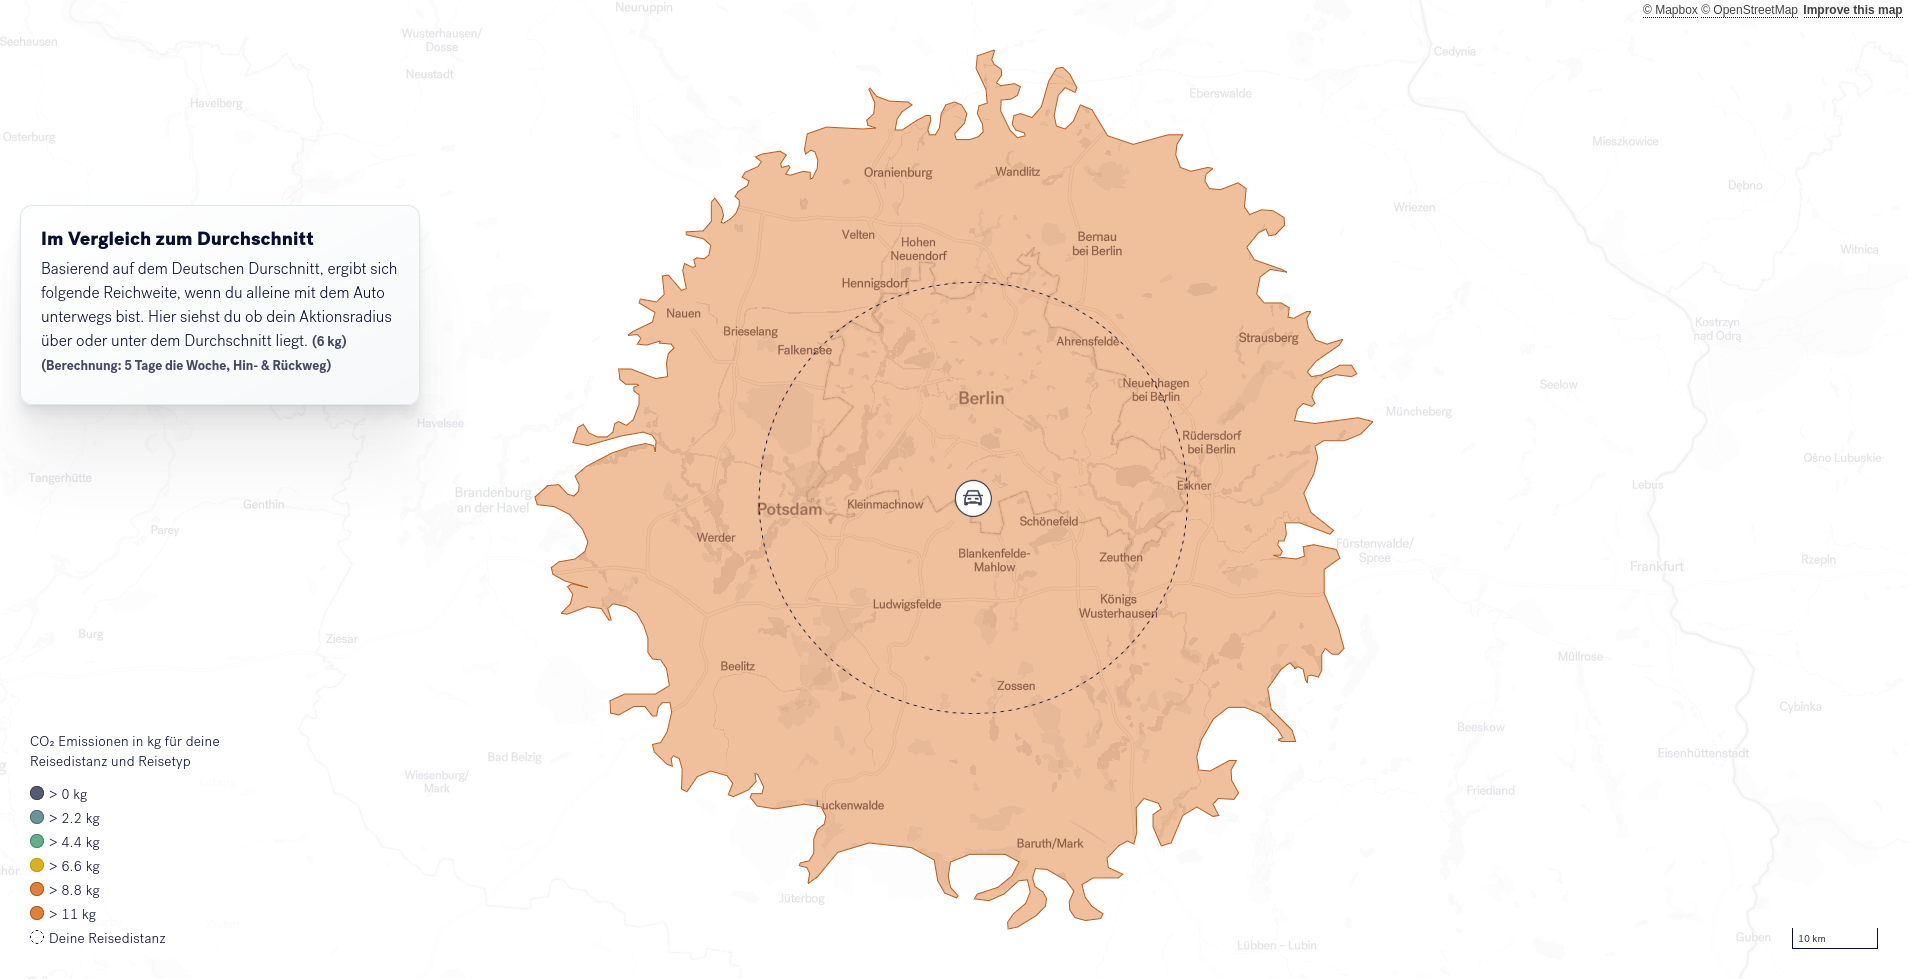 © Mapbox © OpenStreetMap Improve this map
Neuruppin
Seehausen
Wusterhausen/
Dosse
Cedynia
Neustadt
Eberswalde
Havelberg
Osterburg
Mieszkowice
Oranienburg
Wandlitz
Dębno
Wriezen
Im Vergleich zum Durchschnitt
Basierend auf dem Deutschen Durschnitt, ergibt sich
folgende Reichweite, wenn du alleine mit dem Auto
unterwegs bist. Hier siehst du ob dein Aktionsradius
über oder unter dem Durchschnitt liegt. (6 kg)
(Berechnung: 5 Tage die Woche, Hin- & Rückweg)
Velten
Hohen
Neuendorf
Bernau
bei Berlin
Witnica
Hennigsdorf
Nauen
Brieselang
Falkensee
Ahrensfelde
Strausberg
Kostrzyn
nad Odrą
Neuenhagen
bei Berlin
Seelow
Berlin
Müncheberg
Havelsee
Rüdersdorf
bei Berlin
Ośno Lubuskie
Tangerhütte
Lebus
Erkner
Brandenburg
an der Havel
Genthin
Potsdam
Kleinmachnow
Schönefeld
Parey
Werder
Blankenfelde-
Mahlow
Zeuthen
Fürstenwalde/
Spree
Frankfurt
Rzepin
Ludwigsfelde
Königs
Wusterhausen
Burg
Ziesar
Müllrose
Beelitz
Zossen
Cybinka
Beeskow
Bad Belzig
Eisenhüttenstadt
Wiesenburg/
Mark
Friedland
Luckenwalde
Baruth/Mark
Jüterbog
Guben
Lübben - Lubin
CO₂ Emissionen in kg für deine
Reisedistanz und Reisetyp
> 0 kg
> 2.2 kg
> 4.4 kg
> 6.6 kg
> 8.8 kg
> 11 kg
Deine Reisedistanz
10 km